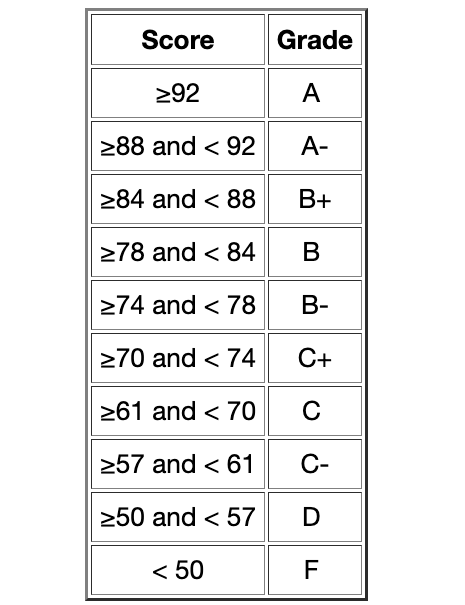 Score Grade
≥92 A
≥88 and < 92 A-
≥84 and < 88 B+
≥78 and < 84 B
≥74 and < 78 B-
≥70 and < 74 C+
≥61 and < 70 C
≥57 and < 61 C-
≥50 and < 57 D
< 50 F